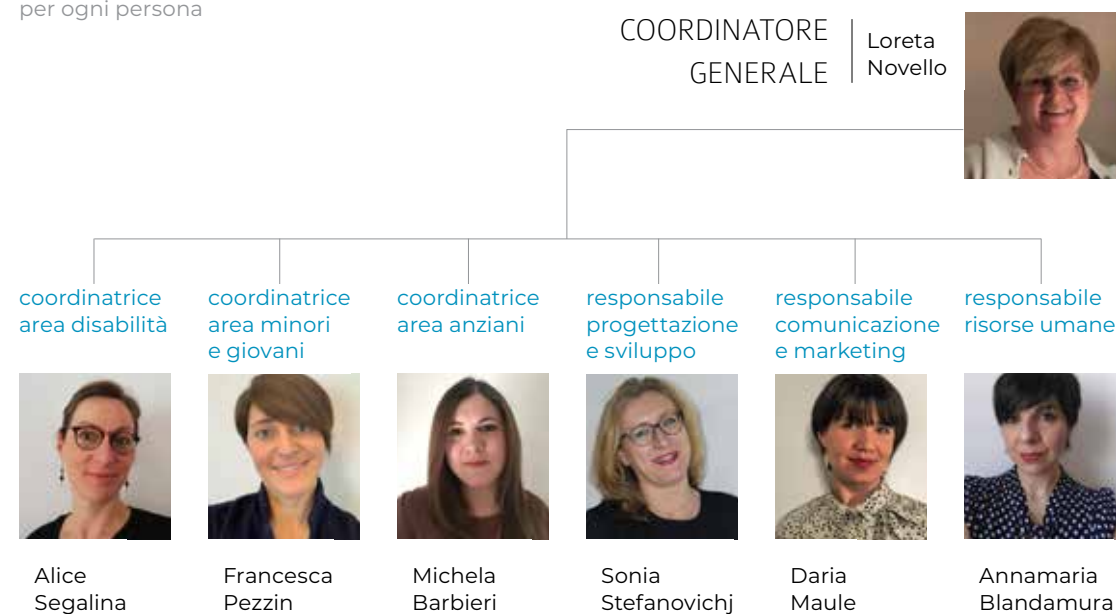 per ogni persona
COORDINATORE
GENERALE
Loreta
Novello
coordinatrice
area disabilità
coordinatrice
area minori
e giovani
coordinatrice
area anziani
responsabile
progettazione
e sviluppo
responsabile
comunicazione
e marketing
responsabile
risorse umane
Alice
Segalina
Francesca
Pezzin
Michela
Barbieri
Sonia
Stefanovichj
Daria
Maule
Annamaria
Blandamura